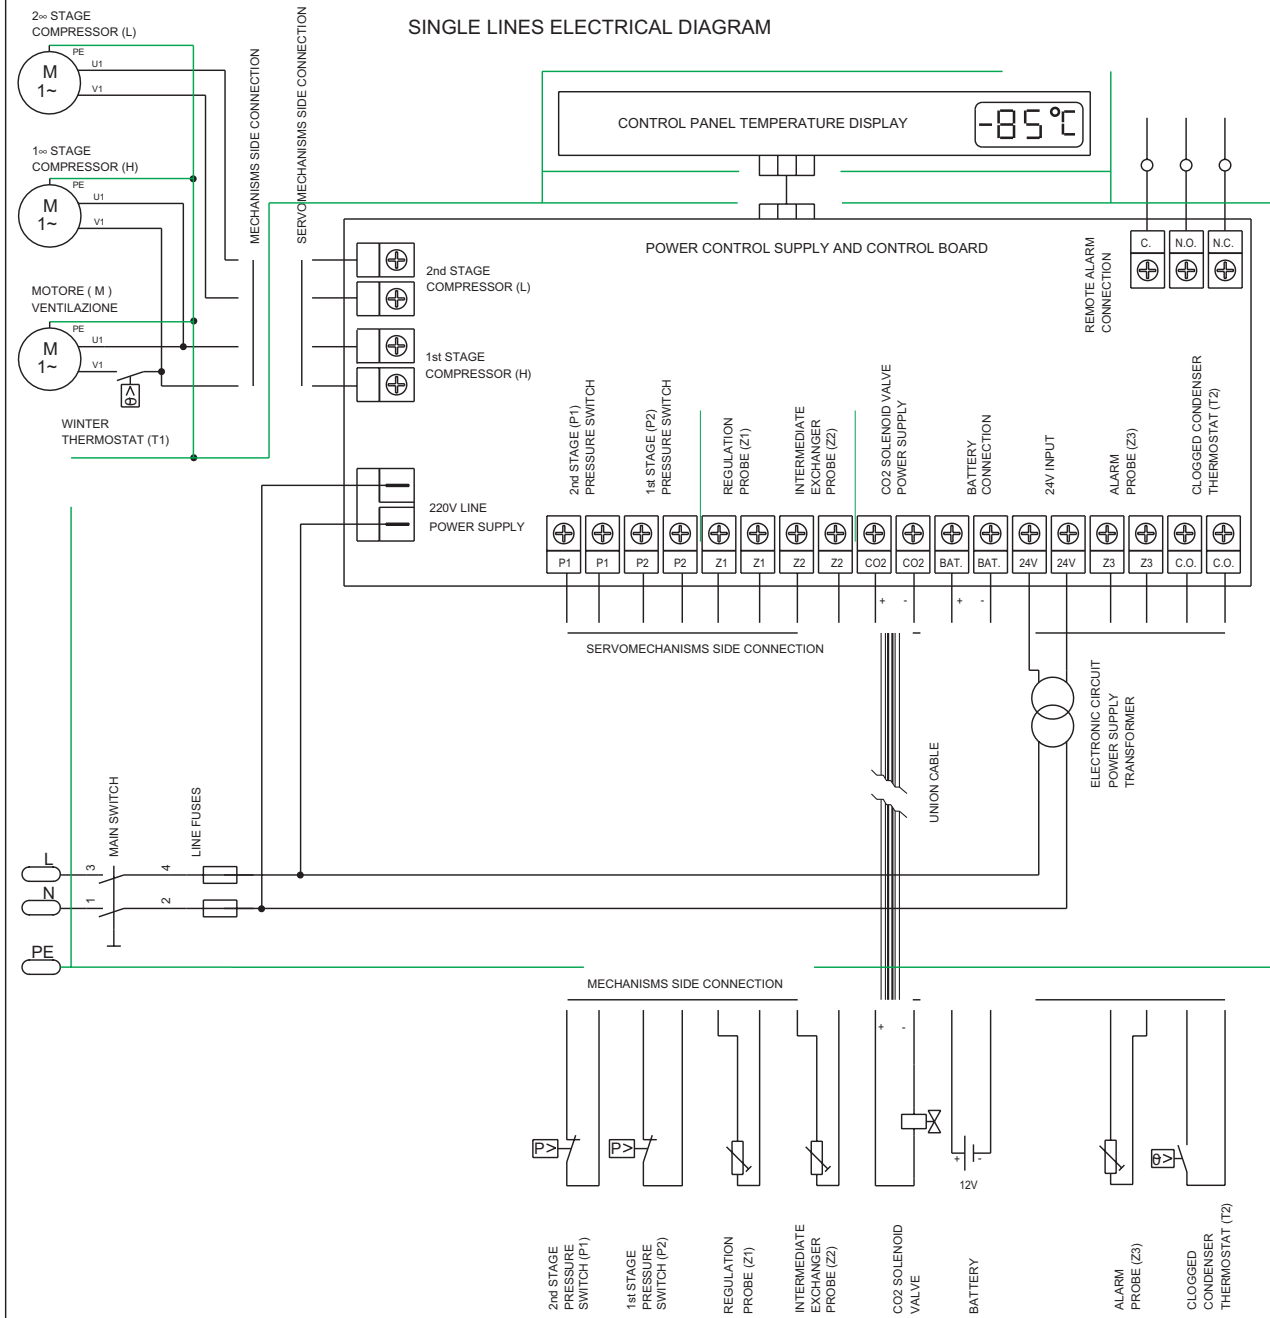 SINGLE LINES ELECTRICAL DIAGRAM
2∞ STAGE
COMPRESSOR (L)
PE
U1
V1
M
1~
1∞ STAGE
COMPRESSOR (H)
PE
U1
V1
M
1~
MOTORE ( M )
VENTILAZIONE
PE
U1
V1
M
1~
θ>
WINTER
THERMOSTAT (T1)
MECHANISMS SIDE CONNECTION
SERVOMECHANISMS SIDE CONNECTION
CONTROL PANEL TEMPERATURE DISPLAY
-85°C
POWER CONTROL SUPPLY AND CONTROL BOARD
C.
N.O.
N.C.
REMOTE ALARM
CONNECTION
2nd STAGE
COMPRESSOR (L)
1st STAGE
COMPRESSOR (H)
220V LINE
POWER SUPPLY
2nd STAGE (P1)
PRESSURE SWITCH
1st STAGE (P2)
PRESSURE SWITCH
REGULATION
PROBE (Z1)
INTERMEDIATE
EXCHANGER
PROBE (Z2)
CO2 SOLENOID VALVE
POWER SUPPLY
BATTERY
CONNECTION
24V INPUT
ALARM
PROBE (Z3)
CLOGGED CONDENSER
THERMOSTAT (T2)
P1
P1
P2
P2
Z1
Z1
Z2
Z2
CO2
CO2
BAT.
BAT.
24V
24V
Z3
Z3
C.O.
C.O.
+ - + -
SERVOMECHANISMS SIDE CONNECTION
ELECTRONIC CIRCUIT
POWER SUPPLY
TRANSFORMER
UNION CABLE
MAIN SWITCH
LINE FUSES
L
3
4
N
1
2
PE
MECHANISMS SIDE CONNECTION
+ -
P>
P>
+ -
12V
θ>
2nd STAGE
PRESSURE
SWITCH (P1)
1st STAGE
PRESSURE
SWITCH (P2)
REGULATION
PROBE (Z1)
INTERMEDIATE
EXCHANGER
PROBE (Z2)
CO2 SOLENOID
VALVE
BATTERY
ALARM
PROBE (Z3)
CLOGGED
CONDENSER
THERMOSTAT (T2)